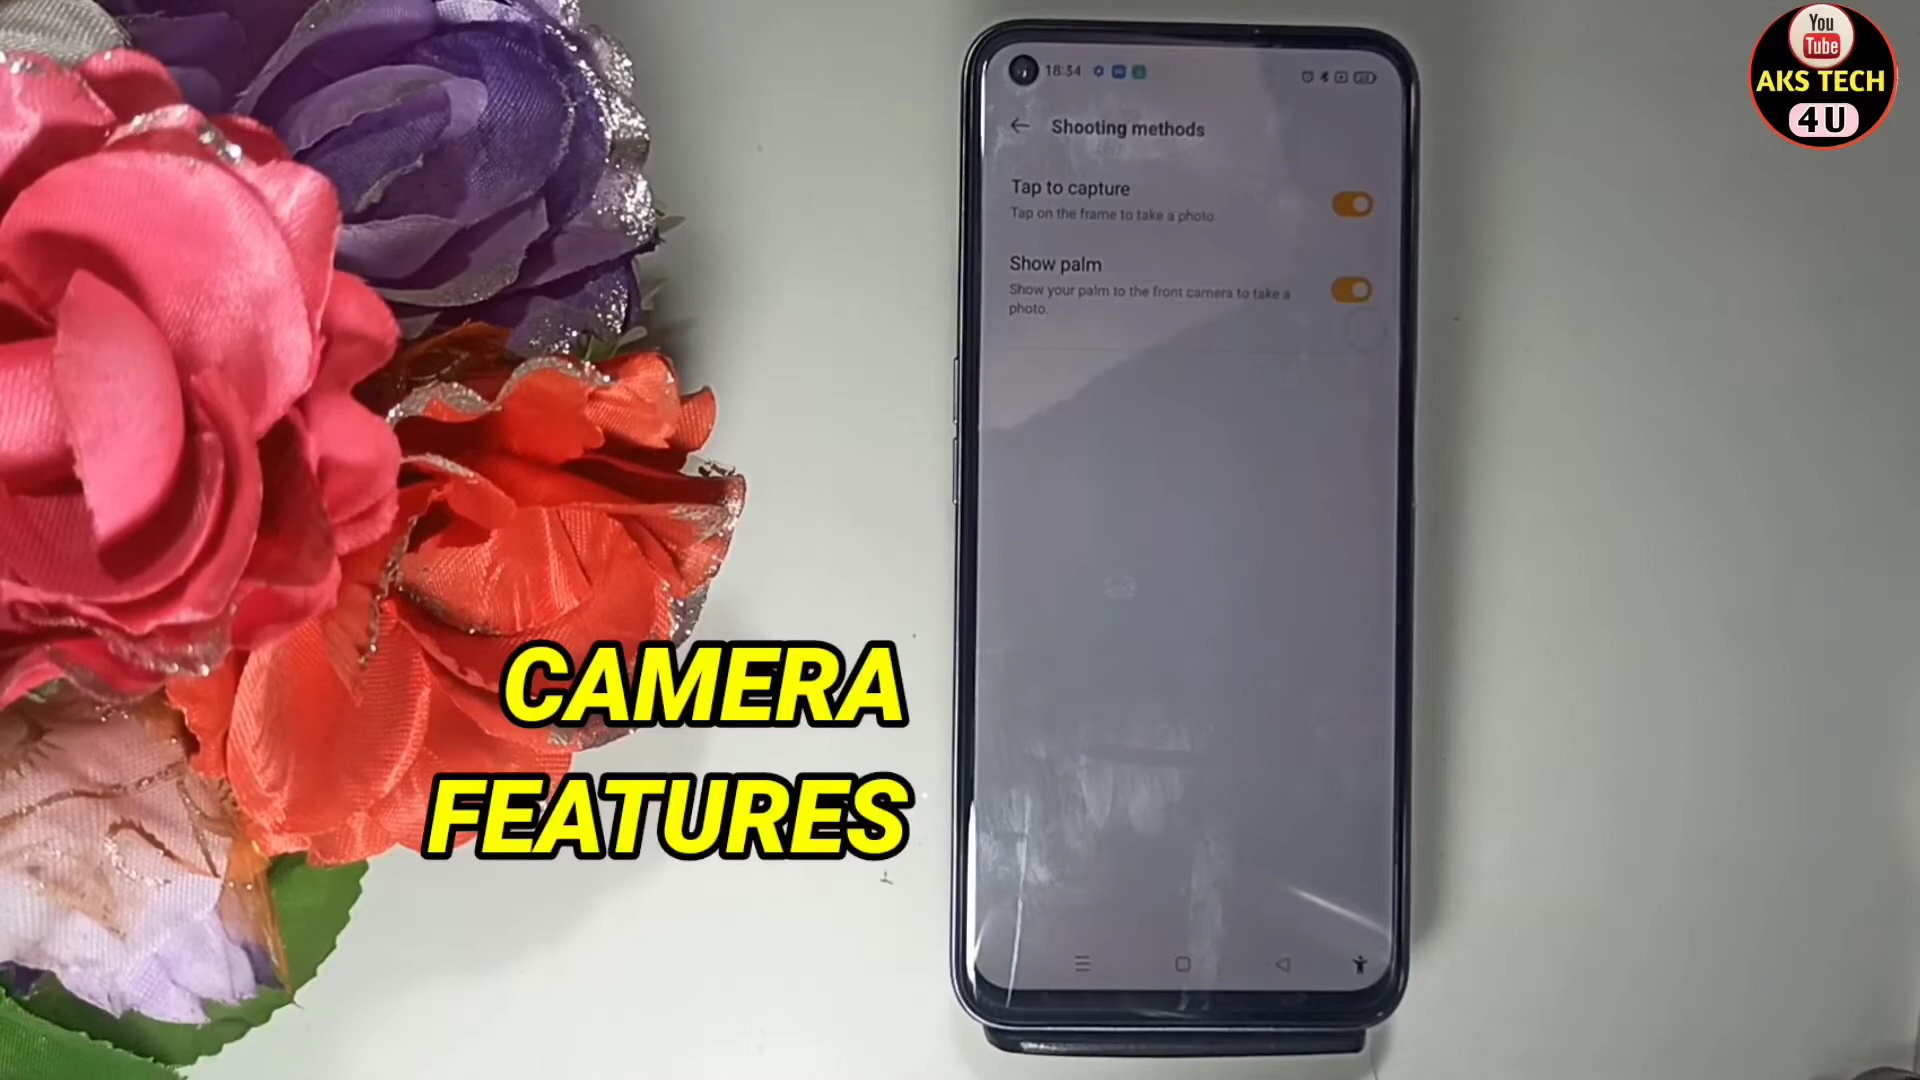 You
Tube
AKS TECH
4U
16:34
Shooting methods
Tap to capture
Tap on the frame to take a photo
Show palm
Show your palm to the front camera to take a
photo.
CAMERA
FEATURES